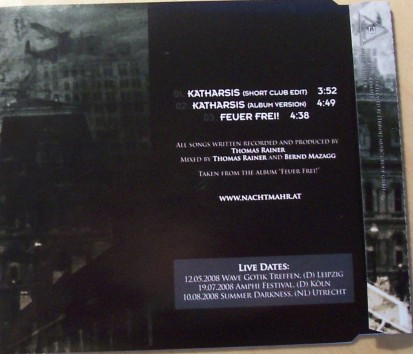 01. KATHARSIS (SHORT CLUB EDIT) 3:52
02. KATHARSIS (ALBUM VERSION) 4:49
03. FEUER FREI! 4:38
ALL SONGS WRITTEN RECORDED AND PRODUCED BY
THOMAS RAINER
MIXED BY THOMAS RAINER AND BERND MAZAGG
TAKEN FROM THE ALBUM "FEUER FREI!"
WWW.NACHTMAHR.AT
LIVE DATES:
12.05.2008 WAVE GOTIK TREFFEN, (D) LEIPZIG
19.07.2008 AMPHI FESTIVAL, (D) KÖLN
10.08.2008 SUMMER DARKNESS, (NL) UTRECHT